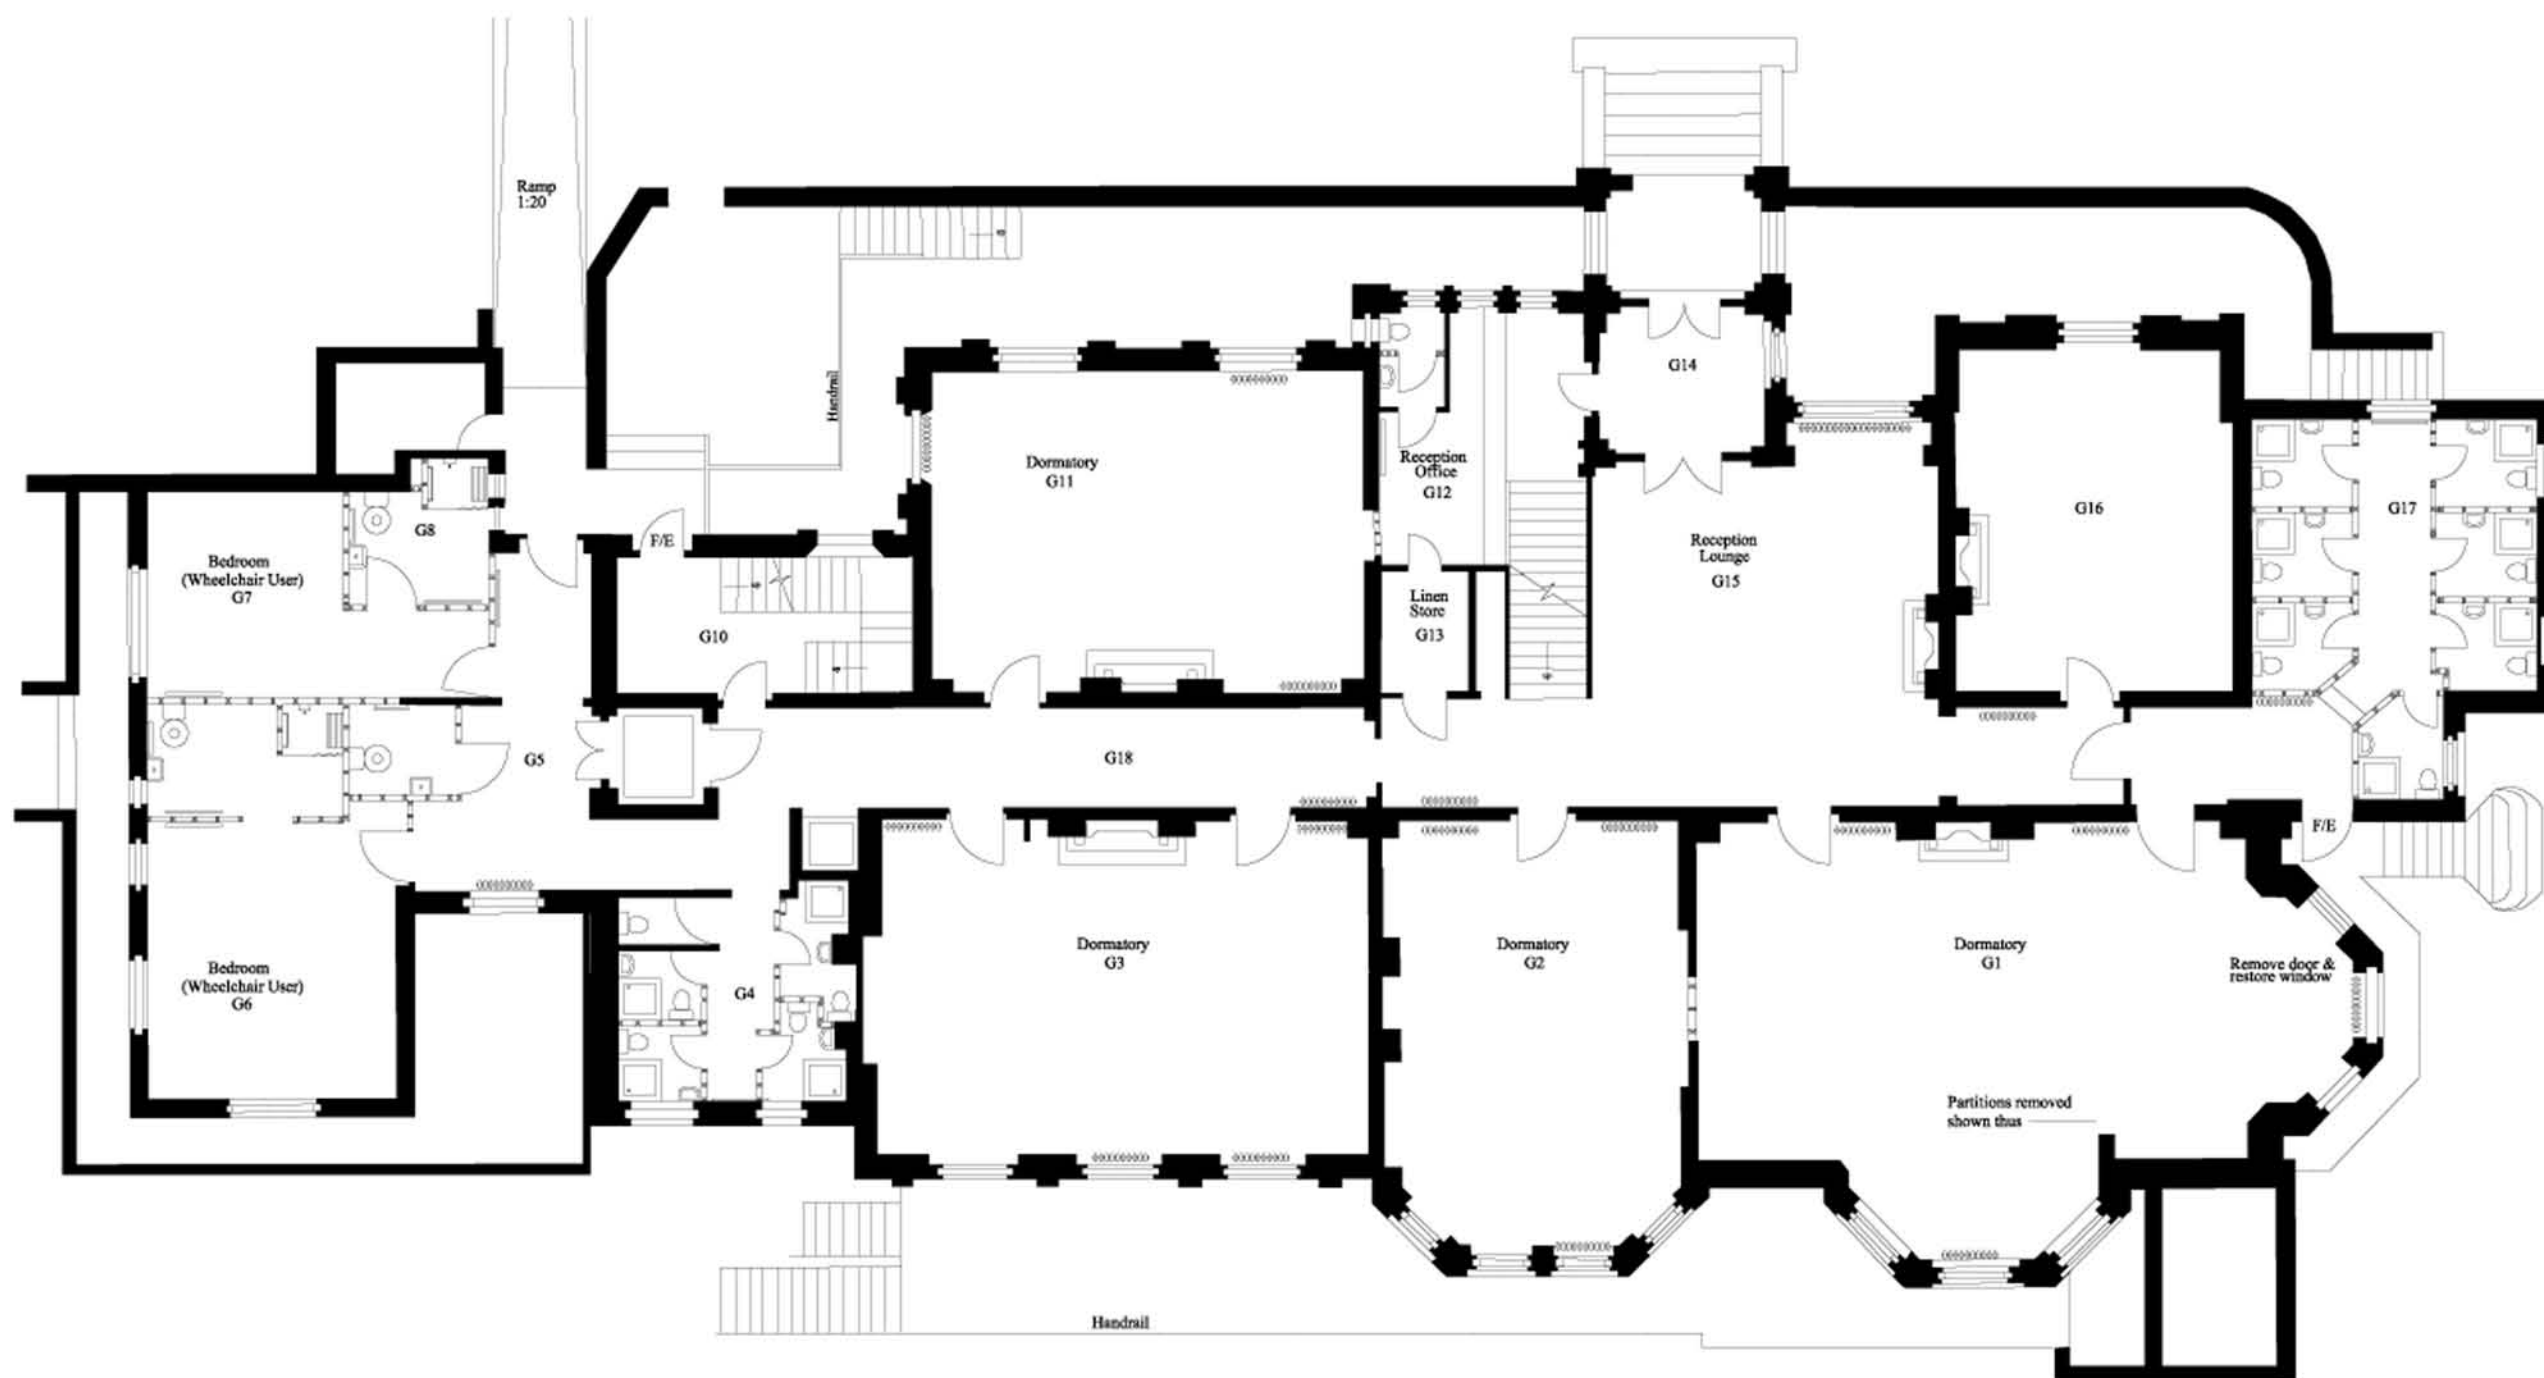 Ramp
1:20
Handrail
Dormatory
G11
Reception
Office
G12
G14
G16
G17
G8
F/E
Bedroom
(Wheelchair User)
G7
G10
Linen
Store
G13
Reception
Lounge
G15
G5
G18
F/E
Bedroom
(Wheelchair User)
G6
G4
Dormatory
G3
Dormatory
G2
Dormatory
G1
Remove door &
restore window
Partitions removed
shown thus
Handrail